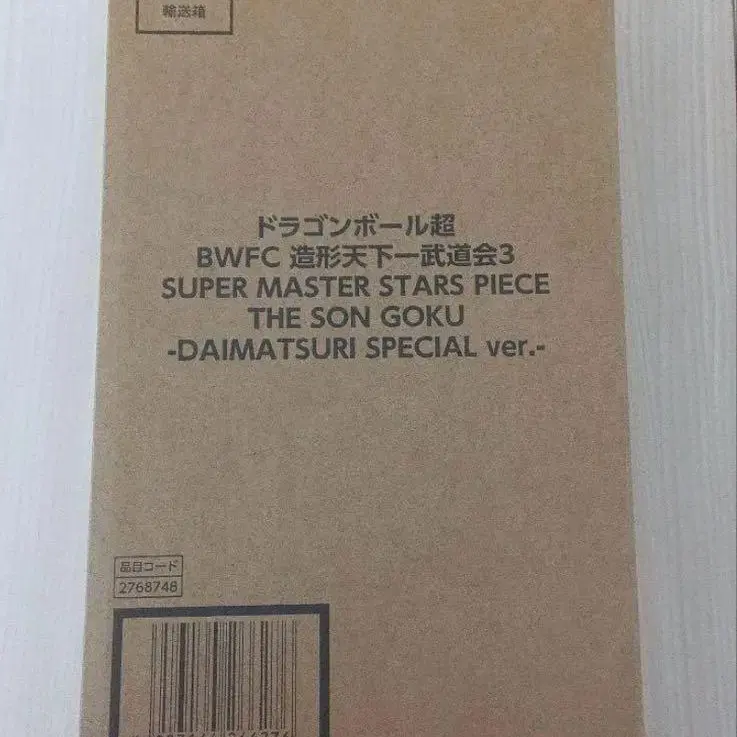 輸送箱
ドラゴンボール超
BWFC 造形天下一武道会3
SUPER MASTER STARS PIECE
THE SON GOKU
-DAIMATSURI SPECIAL ver.-
品目コード
2768748